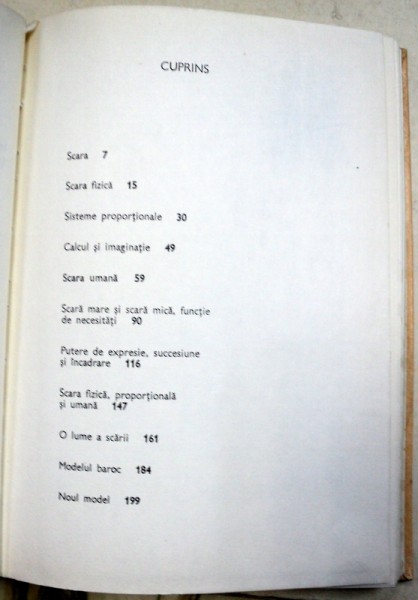 CUPRINS
Scara 7
Scara fizică 15
Sisteme proporționale 30
Calcul și imaginație 49
Scara umană 59
Scară mare și scară mică, funcție
de necesități 90
Putere de expresie, succesiune
și încadrare 116
Scara fizică, proporțională
și umană 147
O lume a scării 161
Modelul baroc 184
Noul model 199